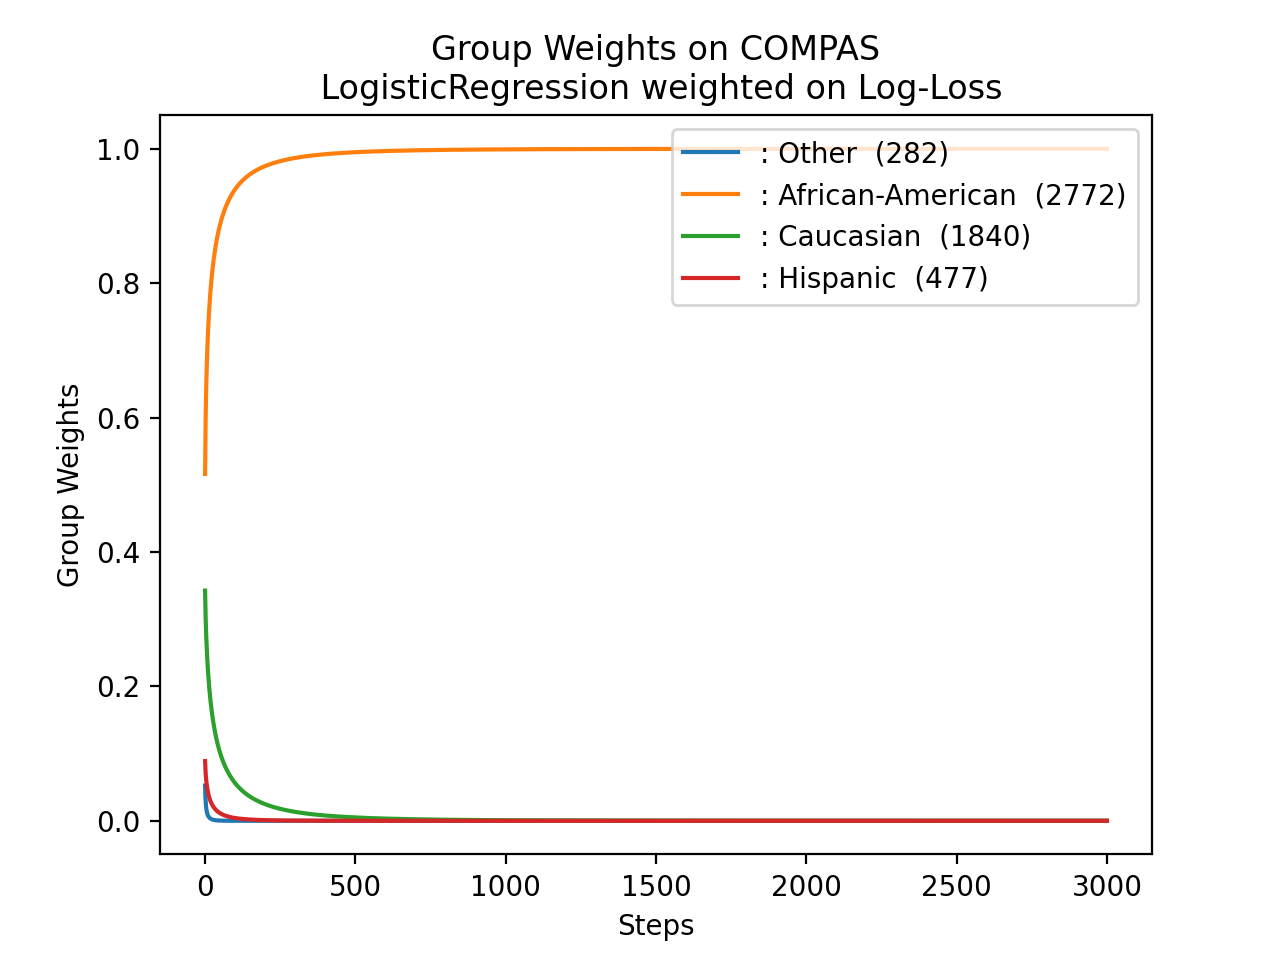 Group Weights on COMPAS
LogisticRegression weighted on Log-Loss
1.0
0.8
0.6
0.4
0.2
0.0
Group Weights
: Other (282)
: African-American (2772)
: Caucasian (1840)
: Hispanic (477)
0 500 1000 1500 2000 2500 3000
Steps